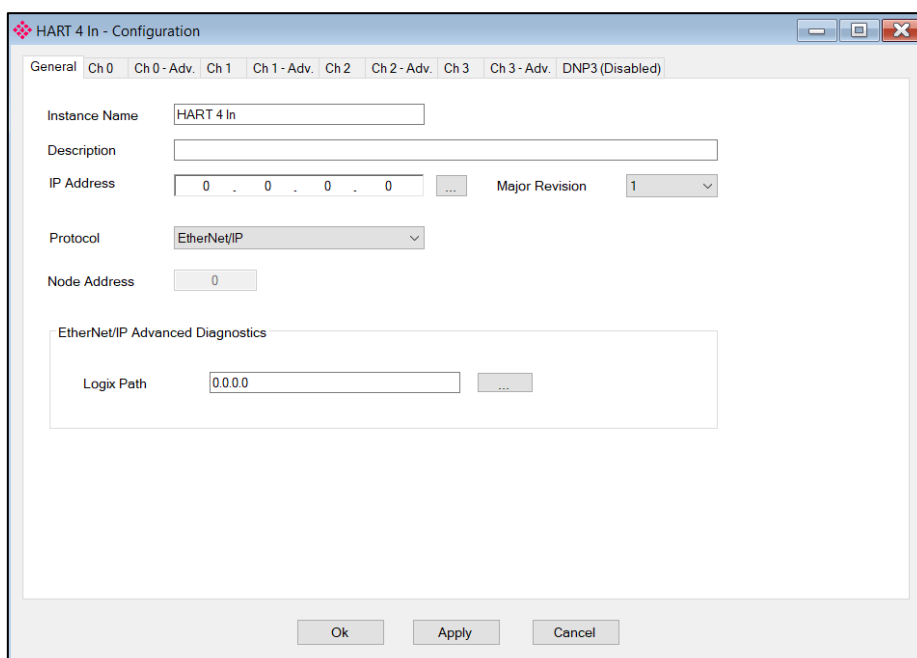 HART 4 In - Configuration
General Ch 0 Ch 0 - Adv. Ch 1 Ch 1 - Adv. Ch 2 Ch 2 - Adv. Ch 3 Ch 3 - Adv. DNP3 (Disabled)
Instance Name HART 4 In
Description
IP Address 0 . 0 . 0 . 0 ... Major Revision 1
Protocol EtherNet/IP
Node Address 0
EtherNet/IP Advanced Diagnostics
Logix Path 0.0.0.0 ...
Ok Apply Cancel